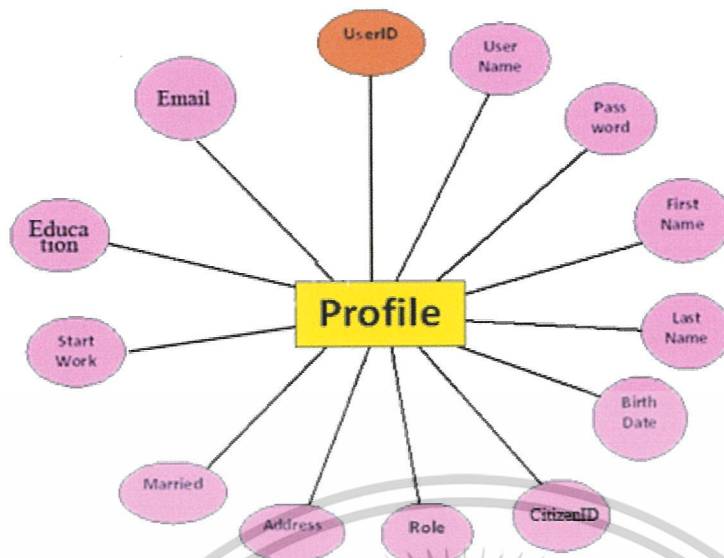 UserID
User
Name
Pass
word
First
Name
Last
Name
Birth
Date
CitizenID
Role
Address
Married
Start
Work
Educa
tion
Email
Profile